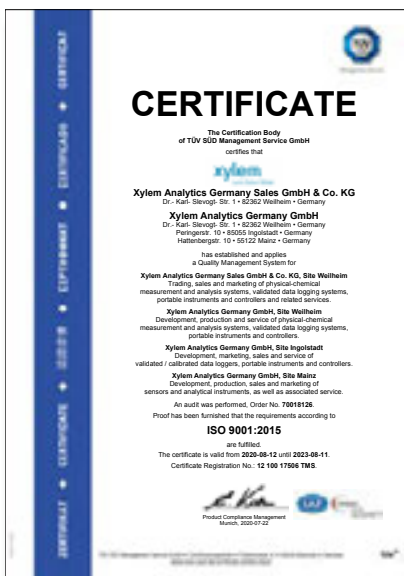 CERTIFICATE
The Certification Body
of TÜV SÜD Management Service GmbH
certifies that
xylem
Xylem Analytics Germany Sales GmbH & Co. KG
Dr.- Karl- Slevogt- Str. 1 • 82362 Weilheim • Germany
Xylem Analytics Germany GmbH
Dr.- Karl- Slevogt- Str. 1 • 82362 Weilheim • Germany
Peringerstr. 10 • 85055 Ingolstadt • Germany
Hattenbergstr. 10 • 55122 Mainz • Germany
has established and applies
a Quality Management System for
Xylem Analytics Germany Sales GmbH & Co. KG, Site Weilheim
Trading, sales and marketing of physical-chemical
measurement and analysis systems, validated data logging systems,
portable instruments and controllers and related services.
Xylem Analytics Germany GmbH, Site Weilheim
Development, production and service of physical-chemical
measurement and analysis systems, validated data logging systems,
portable instruments and controllers.
Xylem Analytics Germany GmbH, Site Ingolstadt
Development, marketing, sales and service of
validated / calibrated data loggers, portable instruments and controllers.
Xylem Analytics Germany GmbH, Site Mainz
Development, production, sales and marketing of
sensors and analytical instruments, as well as associated service.
An audit was performed, Order No. 70018126.
Proof has been furnished that the requirements according to
ISO 9001:2015
are fulfilled.
The certificate is valid from 2020-08-12 until 2023-08-11.
Certificate Registration No.: 12 100 17506 TMS.
Product Compliance Management
Munich, 2020-07-22
IAF
ZERTIFIKAT ◆ CERTIFICATE ◆ ◆ СЕРТИФИКАТ ◆ CERTIFICADO ◆ CERTIFICAT